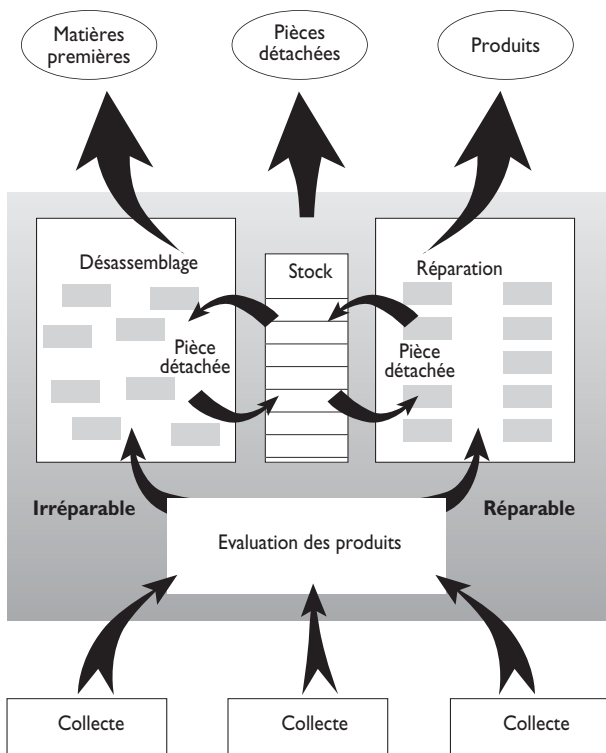 Matières
premières
Pièces
détachées
Produits
Désassemblage
Stock
Réparation
Pièce
détachée
Pièce
détachée
Irréparable
Réparable
Evaluation des produits
Collecte
Collecte
Collecte